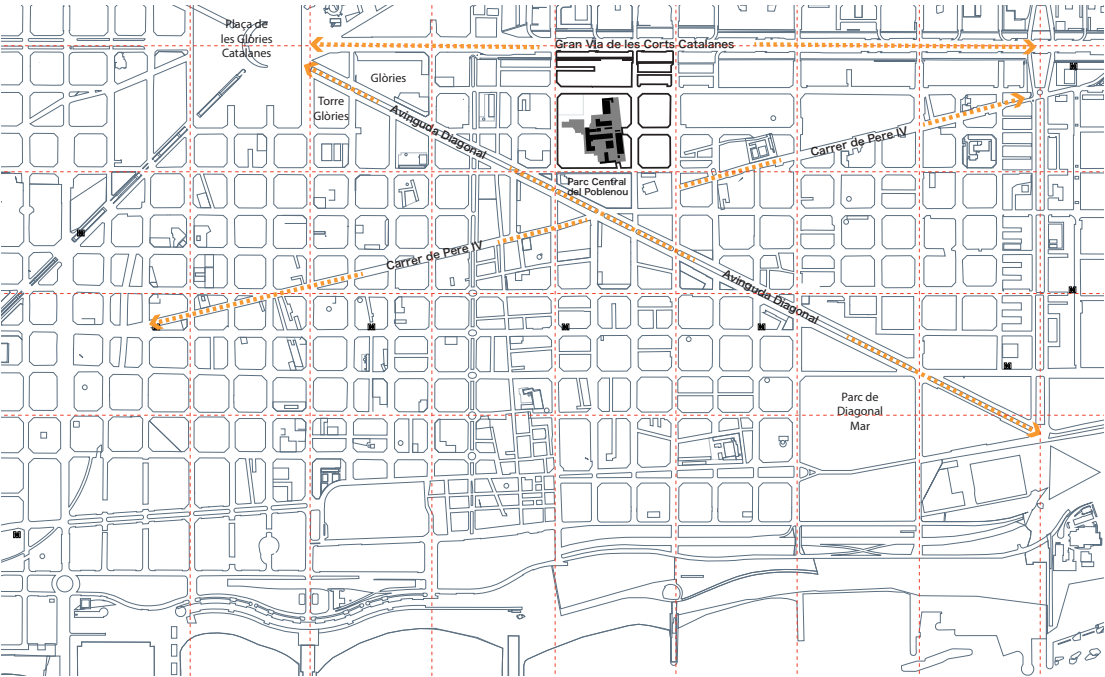 Plaça de
les Glòries
Catalanes
Gran Via de les Corts Catalanes
Glòries
Torre
Glòries
Avinguda Diagonal
Carrer de Pere IV
Parc Central
del Poblenou
Carrer de Pere IV
Avinguda Diagonal
Parc de
Diagonal
Mar
M
M
M
M
M
M
M
M
M